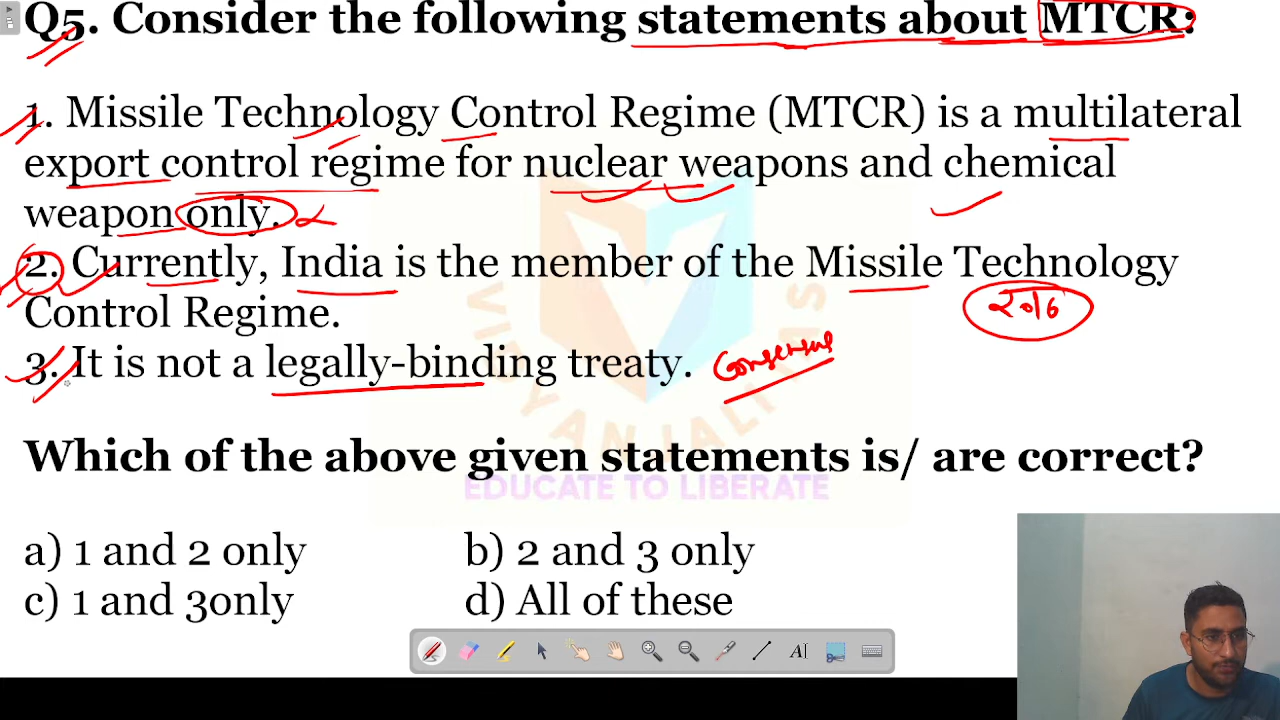 Q5. Consider the following statements about MTCR:
1. Missile Technology Control Regime (MTCR) is a multilateral
export control regime for nuclear weapons and chemical
weapon only.
2. Currently, India is the member of the Missile Technology
Control Regime.
2016
3. It is not a legally-binding treaty. Consensus
Which of the above given statements is/ are correct?
EDUCATE TO LIBERATE
a) 1 and 2 only b) 2 and 3 only
c) 1 and 3only d) All of these